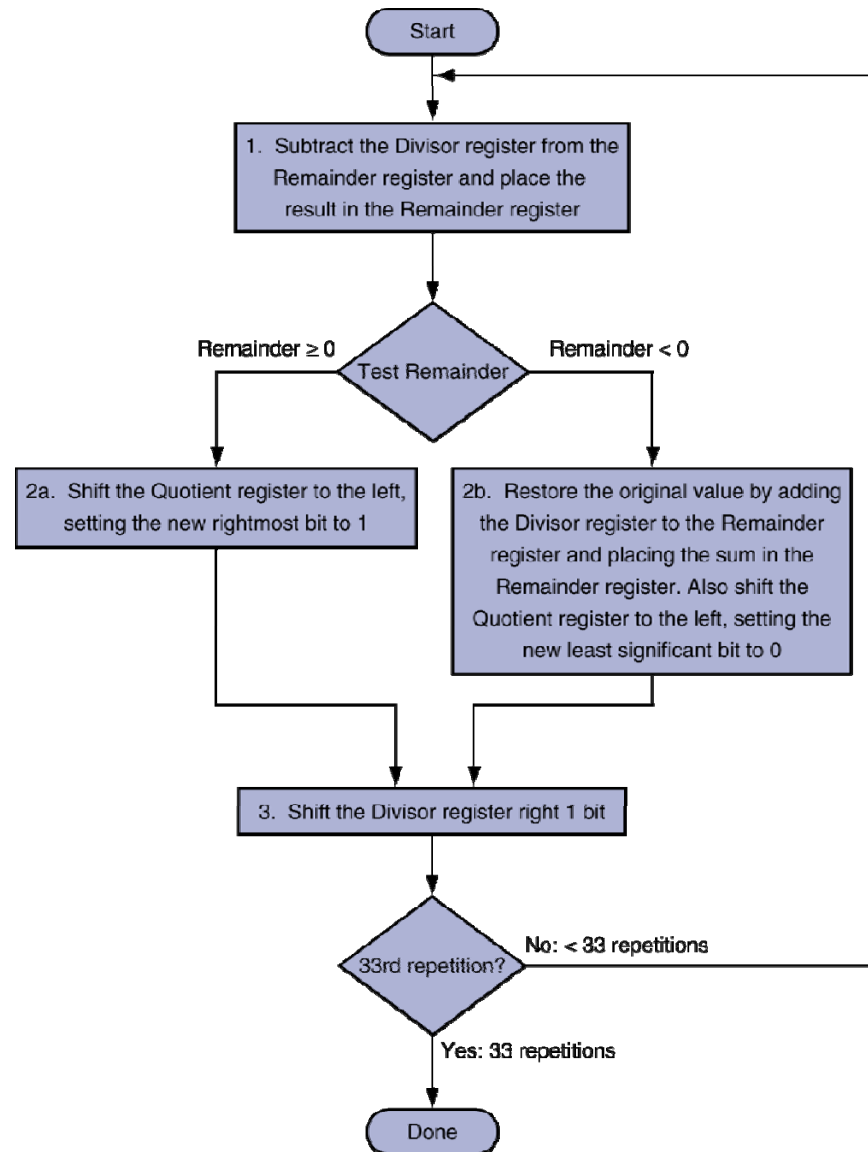 Start
1. Subtract the Divisor register from the
Remainder register and place the
result in the Remainder register
Remainder ≥ 0
Remainder < 0
Test Remainder
2a. Shift the Quotient register to the left,
setting the new rightmost bit to 1
2b. Restore the original value by adding
the Divisor register to the Remainder
register and placing the sum in the
Remainder register. Also shift the
Quotient register to the left, setting the
new least significant bit to 0
3. Shift the Divisor register right 1 bit
No: < 33 repetitions
33rd repetition?
Yes: 33 repetitions
Done